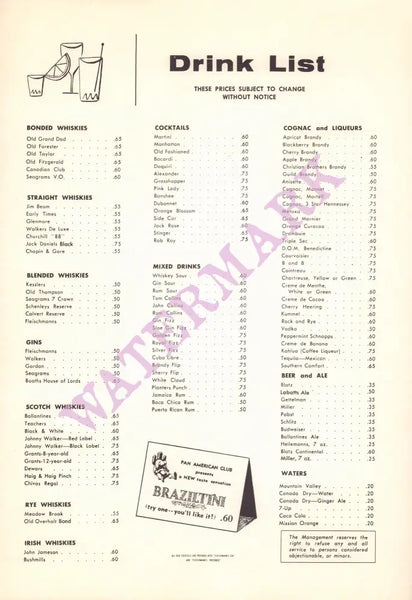 Drink List
THESE PRICES SUBJECT TO CHANGE
WITHOUT NOTICE
BONDED WHISKIES
Old Grand Dad .65
Old Forester .65
Old Taylor .65
Old Fitzgerald .65
Canadian Club .60
Seagrams V.O. .60
STRAIGHT WHISKIES
Jim Beam .55
Early Times .55
Old Grandad .55
Walkers De Luxe .55
Churchill "88" .55
Jack Daniels Black .75
Chapin & Gore .55
BLENDED WHISKIES
Kesslers .50
Old Thompson .50
Seagrams 7 Crown .50
Schenleys Reserve .50
Calvert Reserve .50
Fleischmanns .50
GINS
Fleischmanns .50
Walkers .50
Gordon .50
Seagrams .50
Booths House of Lords .65
SCOTCH WHISKIES
Ballantines .65
Teachers .65
Black & White .60
Johnny Walker—Red Label .65
Johnny Walker—Black Label .75
Grants-8-year-old .65
Grants-12-year-old .75
Dewars .65
Haig & Haig Pinch .75
Chivas Regal .75
RYE WHISKIES
Meadow Brook .55
Old Overholt Bond .65
IRISH WHISKIES
John Jameson .60
Bushmills .60
COCKTAILS
Martini .60
Manhattan .60
Old Fashioned .60
Bacardi .60
Daquiri .60
Alexander .75
Grasshopper .75
Pink Lady .75
Banshee .75
Dubonnet .60
Orange Blossom .65
Side Car .65
Jack Rose .60
Stinger .65
Rob Roy .75
MIXED DRINKS
Whiskey Sour .60
Gin Sour .60
Rum Sour .60
Tom Collins .60
John Collins .60
Rum Collins .60
Gin Fizz .60
Sloe Gin Fizz .60
Golden Fizz .75
Royal Fizz .75
Silver Fizz .75
Cuba Libre .50
Brandy Flip .75
Sherry Flip .75
White Cloud .75
Planters Punch .75
Jamaica Rum .60
Boca Chica Rum .50
Puerto Rican Rum .50
PAN AMERICAN CLUB
presents
A NEW taste sensation
BRAZILTINI
(try one--you'll like it!) .60
COGNAC and LIQUEURS
Apricot Brandy .60
Blackberry Brandy .60
Cherry Brandy .60
Apple Brandy .60
Christian Brothers Brandy .55
Guild Brandy .50
Anisette .60
Cognac, Martell .75
Cognac, Martel .75
Cognac, 3 Star Hennessey .75
Metaxa .75
Grand Marnier .75
Orange Curacao .75
Drambuie .75
Triple Sec .60
D.O.M. Benedictine .75
Courvoisier .75
B and B .75
Cointreau .75
Chartreuse, Yellow or Green .75
Creme de Menthe,
White or Green .60
Creme de Cocoa .60
Cherry Heering .75
Kummel .60
Rock and Rye .60
Vodka .50
Peppermint Schnapps .60
Creme de Banana .60
Kahlua (Coffee Liqueur) .75
Tequila—Mexican .60
Southern Comfort .65
BEER and ALE
Blatz .35
Labatts Ale .50
Gettelman .35
Miller .35
Pabst .35
Schlitz .35
Budweiser .35
Ballantines Ale .35
Heilemanns, 7 oz. .35
Blatz Continental .60
Miller, 7 oz. .35
WATERS
Mountain Valley .20
Canada Dry—Water .20
Canada Dry—Ginger Ale .20
7-Up .20
Coca Cola .20
Mission Orange .20
The Management reserves the
right to refuse any and all
service to persons considered
objectionable, or minors.
WATERMARK